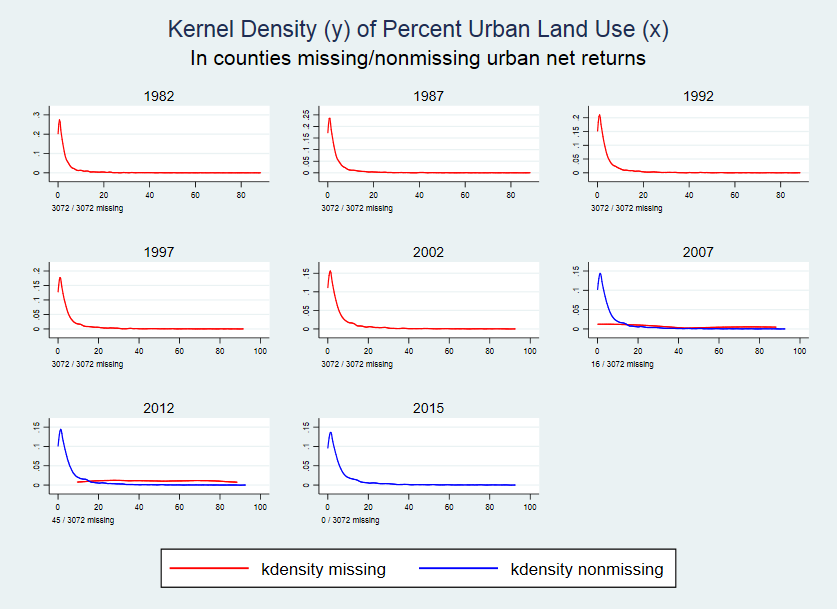 Kernel Density (y) of Percent Urban Land Use (x)
In counties missing/nonmissing urban net returns
1982
0 .1 .2 .3
0 20 40 60 80
3072 / 3072 missing
1987
0 .05 .1 .15 .2 .25
0 20 40 60 80
3072 / 3072 missing
1992
0 .05 .1 .15 .2
0 20 40 60 80
3072 / 3072 missing
1997
0 .05 .1 .15 .2
0 20 40 60 80 100
3072 / 3072 missing
2002
0 .05 .1 .15
0 20 40 60 80 100
3072 / 3072 missing
2007
0 .05 .1 .15
0 20 40 60 80 100
16 / 3072 missing
2012
0 .05 .1 .15
0 20 40 60 80 100
45 / 3072 missing
2015
0 .05 .1 .15
0 20 40 60 80 100
0 / 3072 missing
kdensity missing kdensity nonmissing